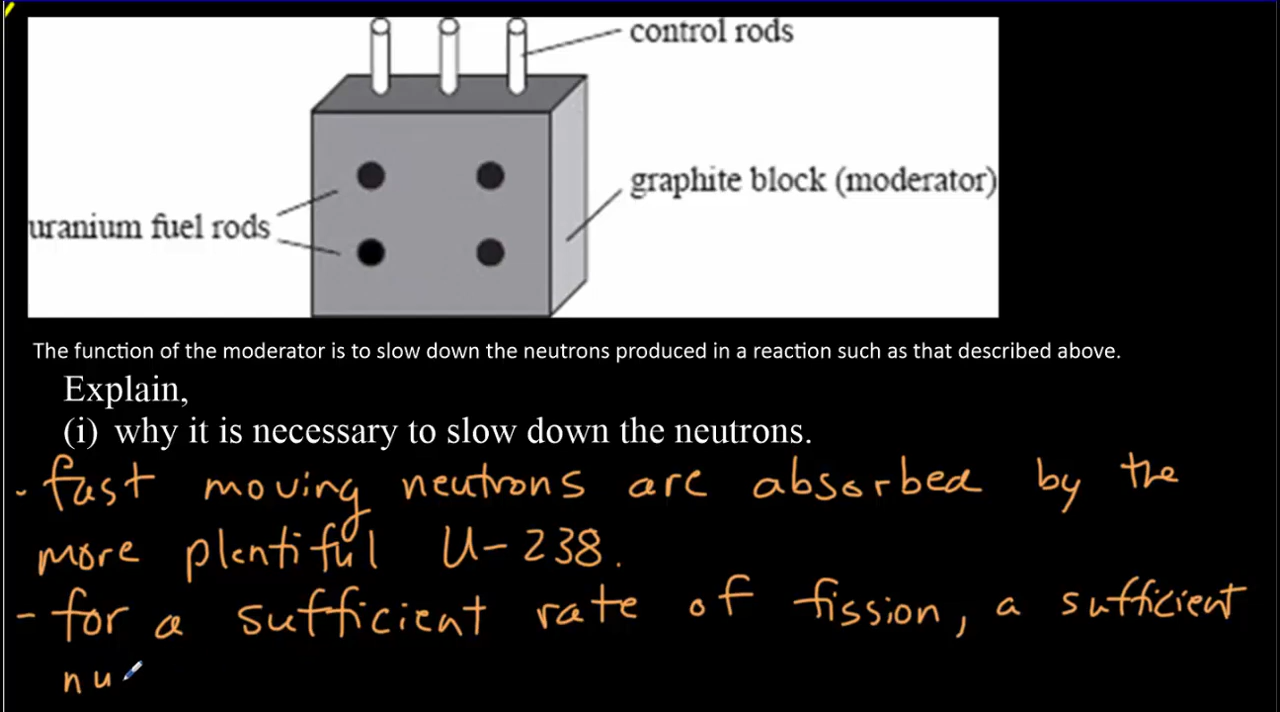 control rods
graphite block (moderator)
uranium fuel rods
The function of the moderator is to slow down the neutrons produced in a reaction such as that described above.
Explain,
(i) why it is necessary to slow down the neutrons.
- fast moving neutrons are absorbed by the
more plentiful U-238.
- for a sufficient rate of fission, a sufficient
nu